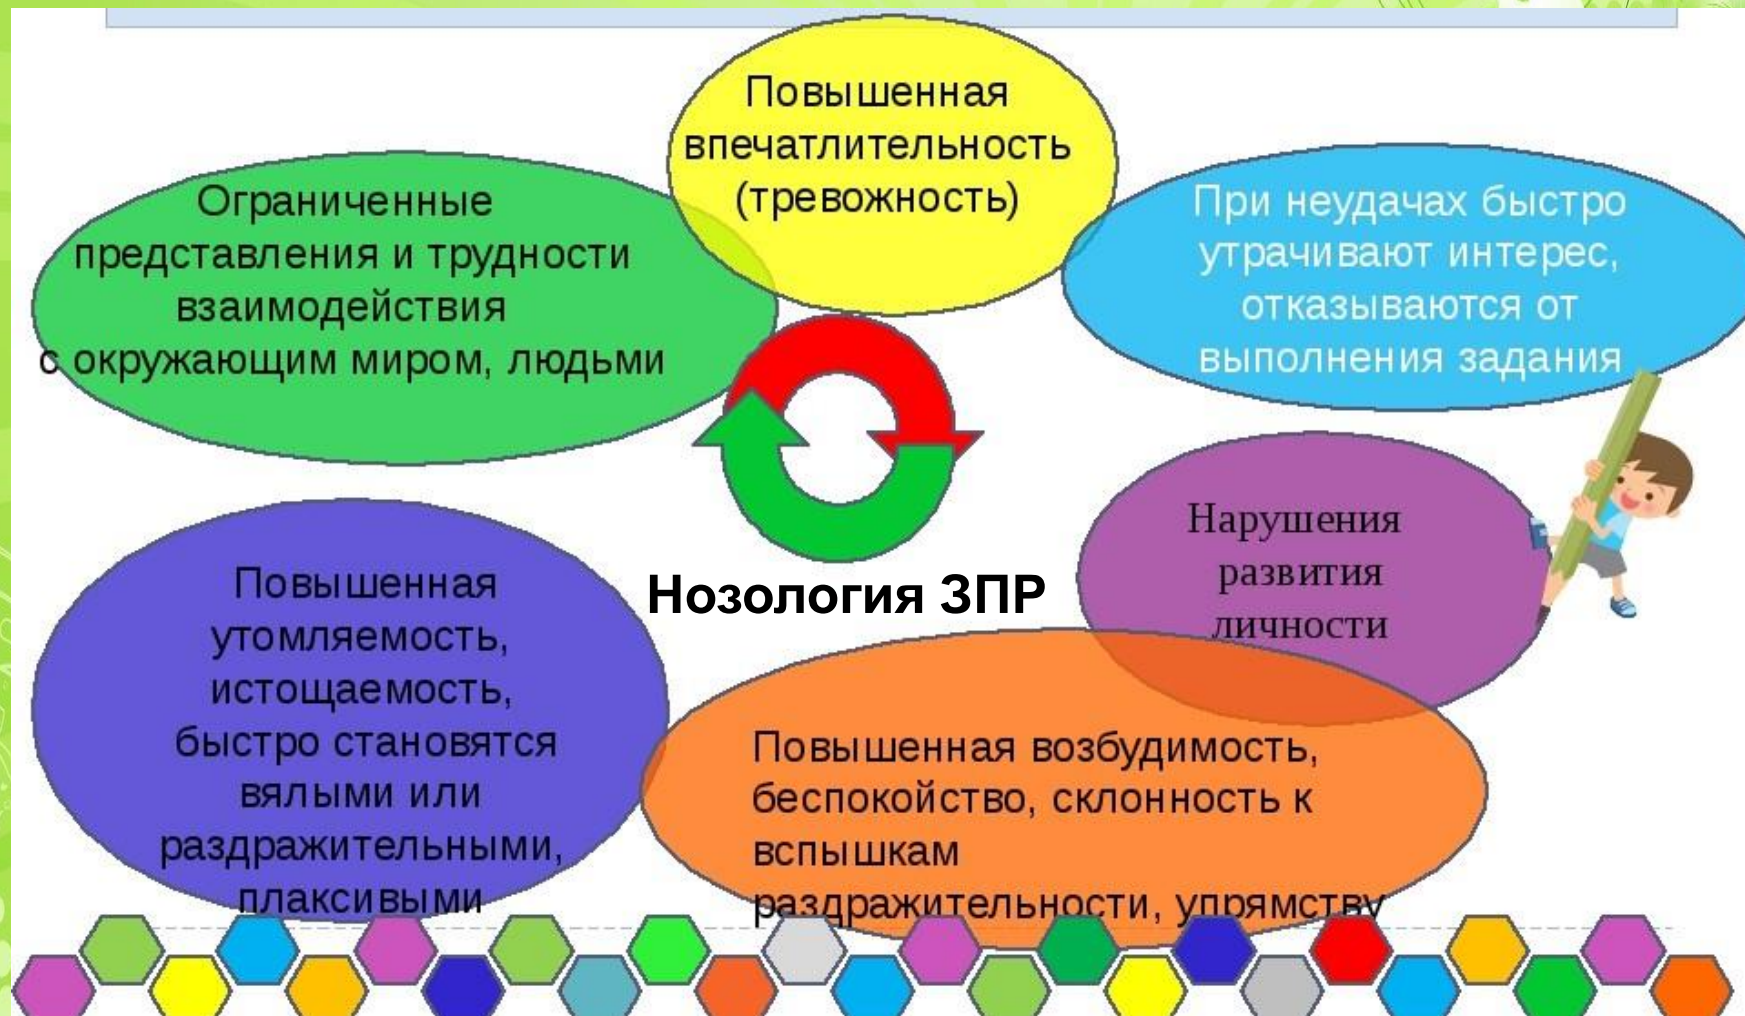 Повышенная
впечатлительность
(тревожность)
Ограниченные
представления и трудности
взаимодействия
с окружающим миром, людьми
При неудачах быстро
утрачивают интерес,
отказываются от
выполнения задания
Нарушения
развития
личности
Нозология ЗПР
Повышенная
утомляемость,
истощаемость,
быстро становятся
вялыми или
раздражительными,
плаксивыми
Повышенная возбудимость,
беспокойство, склонность к
вспышкам
раздражительности, упрямству